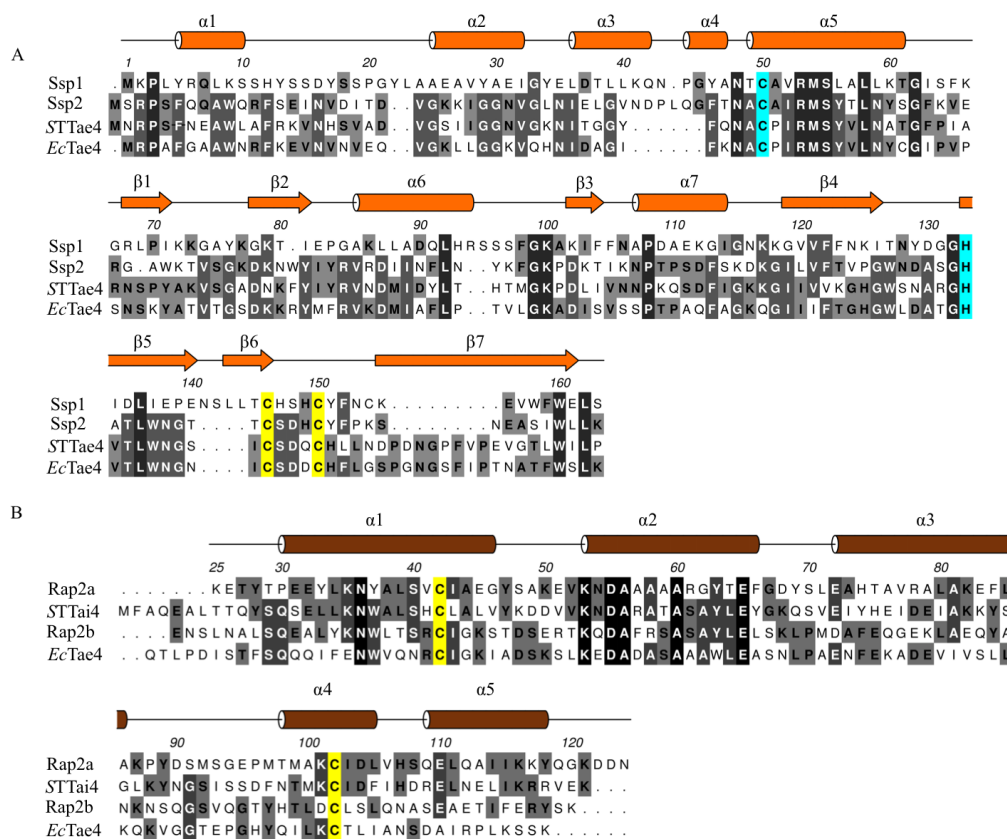 A
α1 α2 α3 α4 α5
1 10 20 30 40 50 60
Ssp1 MKPLYRQLKSSHYSSDYSSPGYLAAEAVYAEIGYELDTLLKQN.PGYANTCAVRMSLALLKTGISFK
Ssp2 MSRPSFQQAWQRFSEINVDITD..VGKKIGGNVGLNIELGVNDPLQGFTNACAIRMSYTLNYSGFKVE
STTae4 MNRPSFNEAWLAFRKVNHSVAD..VGSIIGGNVGKNITGGY......FQNACPIRMSYVLNATGFPIA
EcTae4 MRPAFGAAWNRFKEVNVNVEQ..VGKLLGGKVQHNIDAGI......FKNACPIRMSYVLNYCGIPVP
β1 β2 α6 β3 α7 β4
70 80 90 100 110 120 130
Ssp1 GRLPIKKGAYKGKT.IEPGAKLLADQLHRSSSFGKAKIFFNAPDAEKGIGNKKGVVFFNKITNYDGGH
Ssp2 RG.AWKTVSGKDKNWYIYRVRDIINFLN..YKFGKPDKTIKNPTPSDFSKDKGILVFTVPGWNDASGH
STTae4 RNSPYAKVSGADNKFYIYRVNDMIDYLT..HTMGKPDLIVNNPKQSDFIGKKGIIVVKGHGWSNARGH
EcTae4 SNSKYATVTGSDKKRYMFRVKDMIAFLP..TVLGKADISVSSPTPAQFAGKQGIIIFTGHGWLDATGH
β5 β6 β7
140 150 160
Ssp1 IDLIEPENSLLTCHSHCYFNCK.........EVWFWELS
Ssp2 ATLWNGT....TCSDHCYFPKS.........NEASIWLLK
STTae4 VTLWNGS....ICSDQCHLLNDPDNGPFVPEVGTLWILP
EcTae4 VTLWNGN....ICSDDCHFLGSPGNGSFIPTNATFWSLK
B
α1 α2 α3
25 30 40 50 60 70 80
Rap2a ......KETYTPEEYLKNYALSVCIAEGYSAKEVKNDAAAAARGYTEFGDYSLEAHTAVRALAKEFL
STTai4 MFAQEALTTQYSQSELLKNWALSHCLALVYKDDVVKNDARATASAYLEYGKQSVEIYHEIDEIAKKYS
Rap2b ....ENSLNALSQEALYKNWLTSRCIGKSTDSERTKQDAFRSASAYLELSKLPMDAFEQGEKLAEQYA
EcTae4 ..QTLPDISTFSQQQIFENWVQNRCIGKIADSKSLKEDADASAAAWLEASNLPAENFEKADEVIVSLL
α4 α5
90 100 110 120
Rap2a AKPYDSMSGEPMTMAKCIDLVHSQELQAIIKKYQGKDDN
STTai4 GLKYNGSISSDFNTMKCIDFIHDRELNELIKRRVEK...
Rap2b NKNSQGSVQGTYHTLDCLSLQNASEAETIFERYSK....
EcTae4 KQKVGGTEPGHYQILKCTLIANSDAIRPLKSSK......